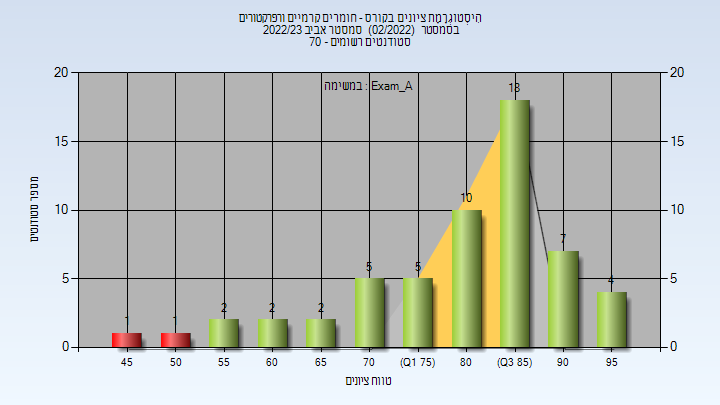 היסטוגרמת ציונים בקורס - חומרים קרמיים ורפרקטורים
בסמסטר (02/2022) סמסטר אביב 2022/23
סטודנטים רשומים - 70
במשימה : Exam_A
20 20
15 15
10 10
5 5
0 0
מספר סטודנטים
1 1 2 2 2 5 5 10 18 7 4
45 50 55 60 65 70 (Q1 75) 80 (Q3 85) 90 95
טווח ציונים